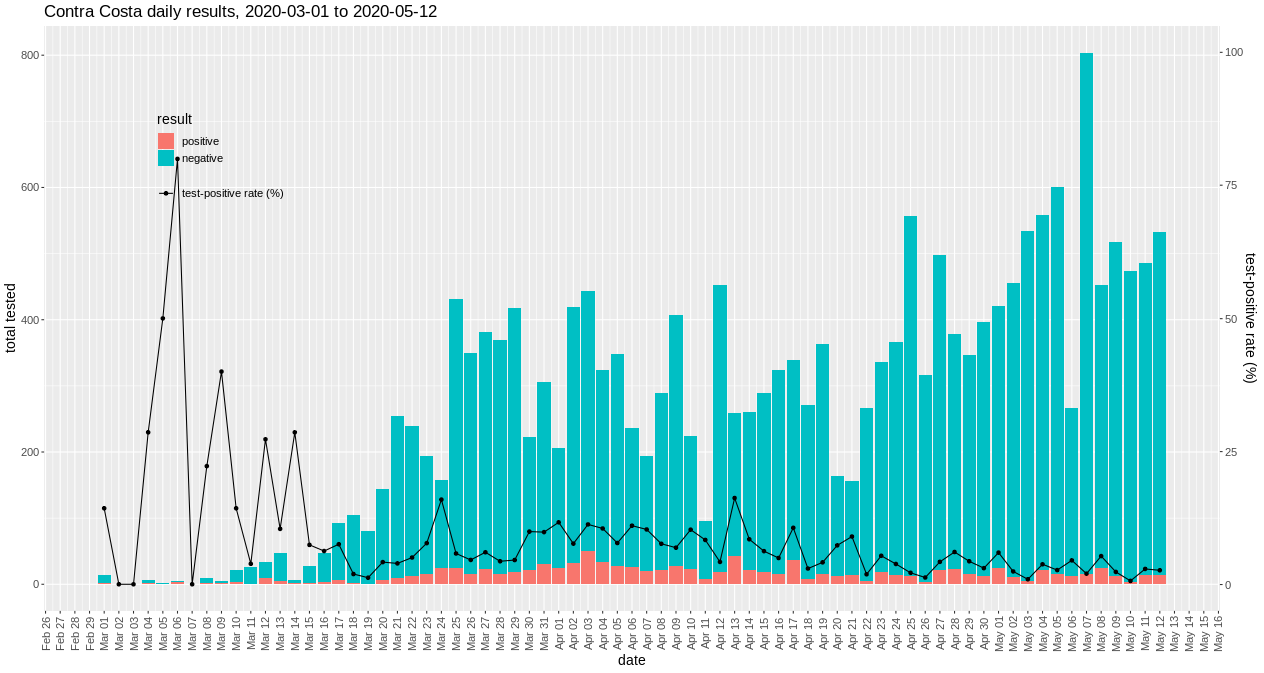 Contra Costa daily results, 2020-03-01 to 2020-05-12
total tested
800
600
400
200
0
result
positive
negative
test-positive rate (%)
100
75
50
25
0
test-positive rate (%)
Feb 26
Feb 27
Feb 28
Feb 29
Mar 01
Mar 02
Mar 03
Mar 04
Mar 05
Mar 06
Mar 07
Mar 08
Mar 09
Mar 10
Mar 11
Mar 12
Mar 13
Mar 14
Mar 15
Mar 16
Mar 17
Mar 18
Mar 19
Mar 20
Mar 21
Mar 22
Mar 23
Mar 24
Mar 25
Mar 26
Mar 27
Mar 28
Mar 29
Mar 30
Mar 31
Apr 01
Apr 02
Apr 03
Apr 04
Apr 05
Apr 06
Apr 07
Apr 08
Apr 09
Apr 10
Apr 11
Apr 12
Apr 13
Apr 14
Apr 15
Apr 16
Apr 17
Apr 18
Apr 19
Apr 20
Apr 21
Apr 22
Apr 23
Apr 24
Apr 25
Apr 26
Apr 27
Apr 28
Apr 29
Apr 30
May 01
May 02
May 03
May 04
May 05
May 06
May 07
May 08
May 09
May 10
May 11
May 12
May 13
May 14
May 15
May 16
date